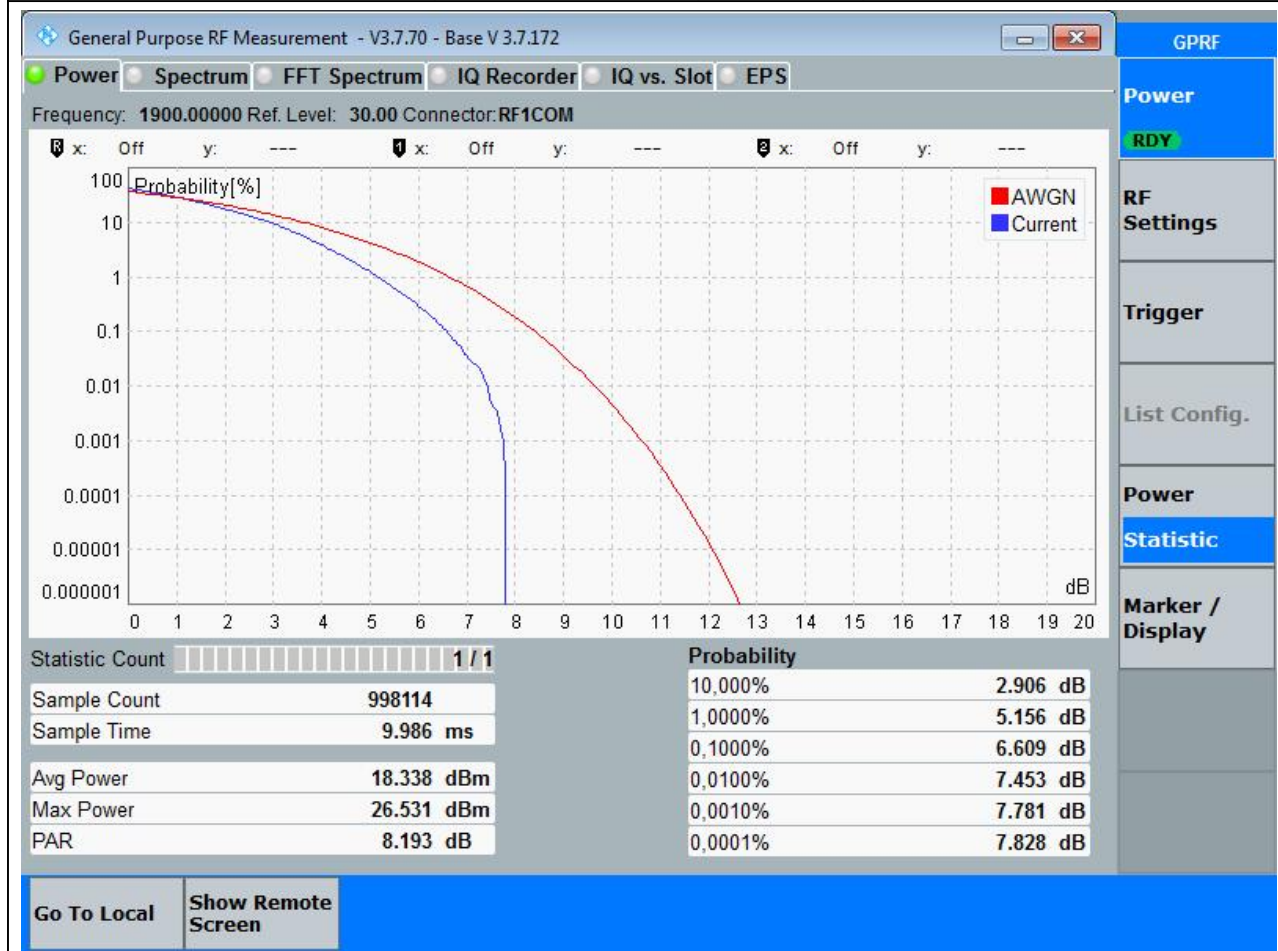 General Purpose RF Measurement - V3.7.70 - Base V 3.7.172
GPRF
Power Spectrum FFT Spectrum IQ Recorder IQ vs. Slot EPS
Frequency: 1900.00000 Ref. Level: 30.00 Connector:RF1COM
R x: Off y: --- 1 x: Off y: --- 2 x: Off y: ---
Probability[%]
100
10
1
0.1
0.01
0.001
0.0001
0.00001
0.000001
AWGN
Current
dB
0 1 2 3 4 5 6 7 8 9 10 11 12 13 14 15 16 17 18 19 20
Statistic Count 1 / 1
Sample Count 998114
Sample Time 9.986 ms
Avg Power 18.338 dBm
Max Power 26.531 dBm
PAR 8.193 dB
Probability
10,000% 2.906 dB
1,0000% 5.156 dB
0,1000% 6.609 dB
0,0100% 7.453 dB
0,0010% 7.781 dB
0,0001% 7.828 dB
Power
RDY
RF
Settings
Trigger
List Config.
Power
Statistic
Marker /
Display
Go To Local
Show Remote
Screen